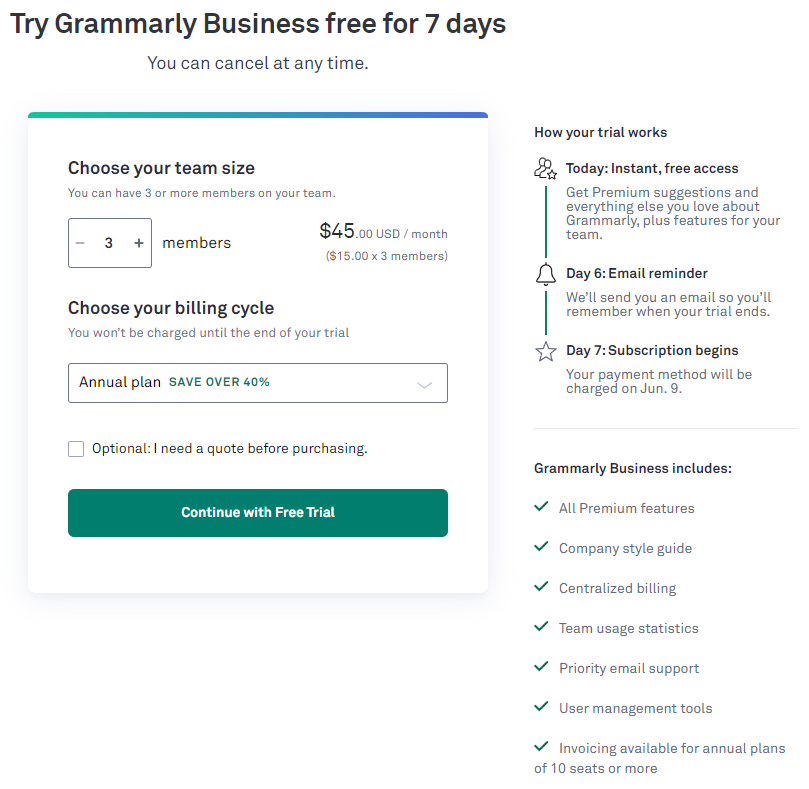 Try Grammarly Business free for 7 days
You can cancel at any time.
Choose your team size
You can have 3 or more members on your team.
− 3 + members
$45.00 USD / month
($15.00 x 3 members)
Choose your billing cycle
You won't be charged until the end of your trial
Annual plan SAVE OVER 40%
Optional: I need a quote before purchasing.
Continue with Free Trial
How your trial works
Today: Instant, free access
Get Premium suggestions and
everything else you love about
Grammarly, plus features for your
team.
Day 6: Email reminder
We'll send you an email so you'll
remember when your trial ends.
Day 7: Subscription begins
Your payment method will be
charged on Jun. 9.
Grammarly Business includes:
All Premium features
Company style guide
Centralized billing
Team usage statistics
Priority email support
User management tools
Invoicing available for annual plans
of 10 seats or more